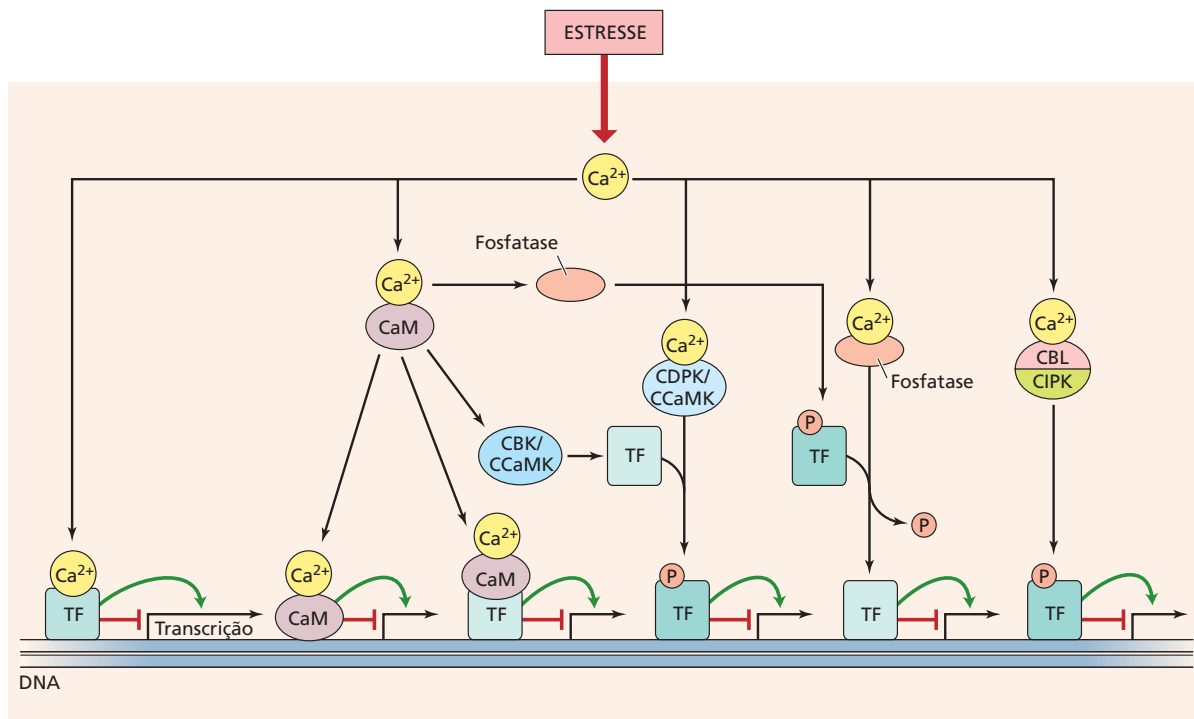 ESTRESSE
Ca²⁺
Fosfatase
Ca²⁺
CaM
Ca²⁺
CDPK/
CCaMK
Ca²⁺
Fosfatase
Ca²⁺
CBL
CIPK
CBK/
CCaMK
TF
P
TF
P
Ca²⁺
TF
Transcrição
Ca²⁺
CaM
Ca²⁺
CaM
TF
P
TF
TF
P
TF
DNA